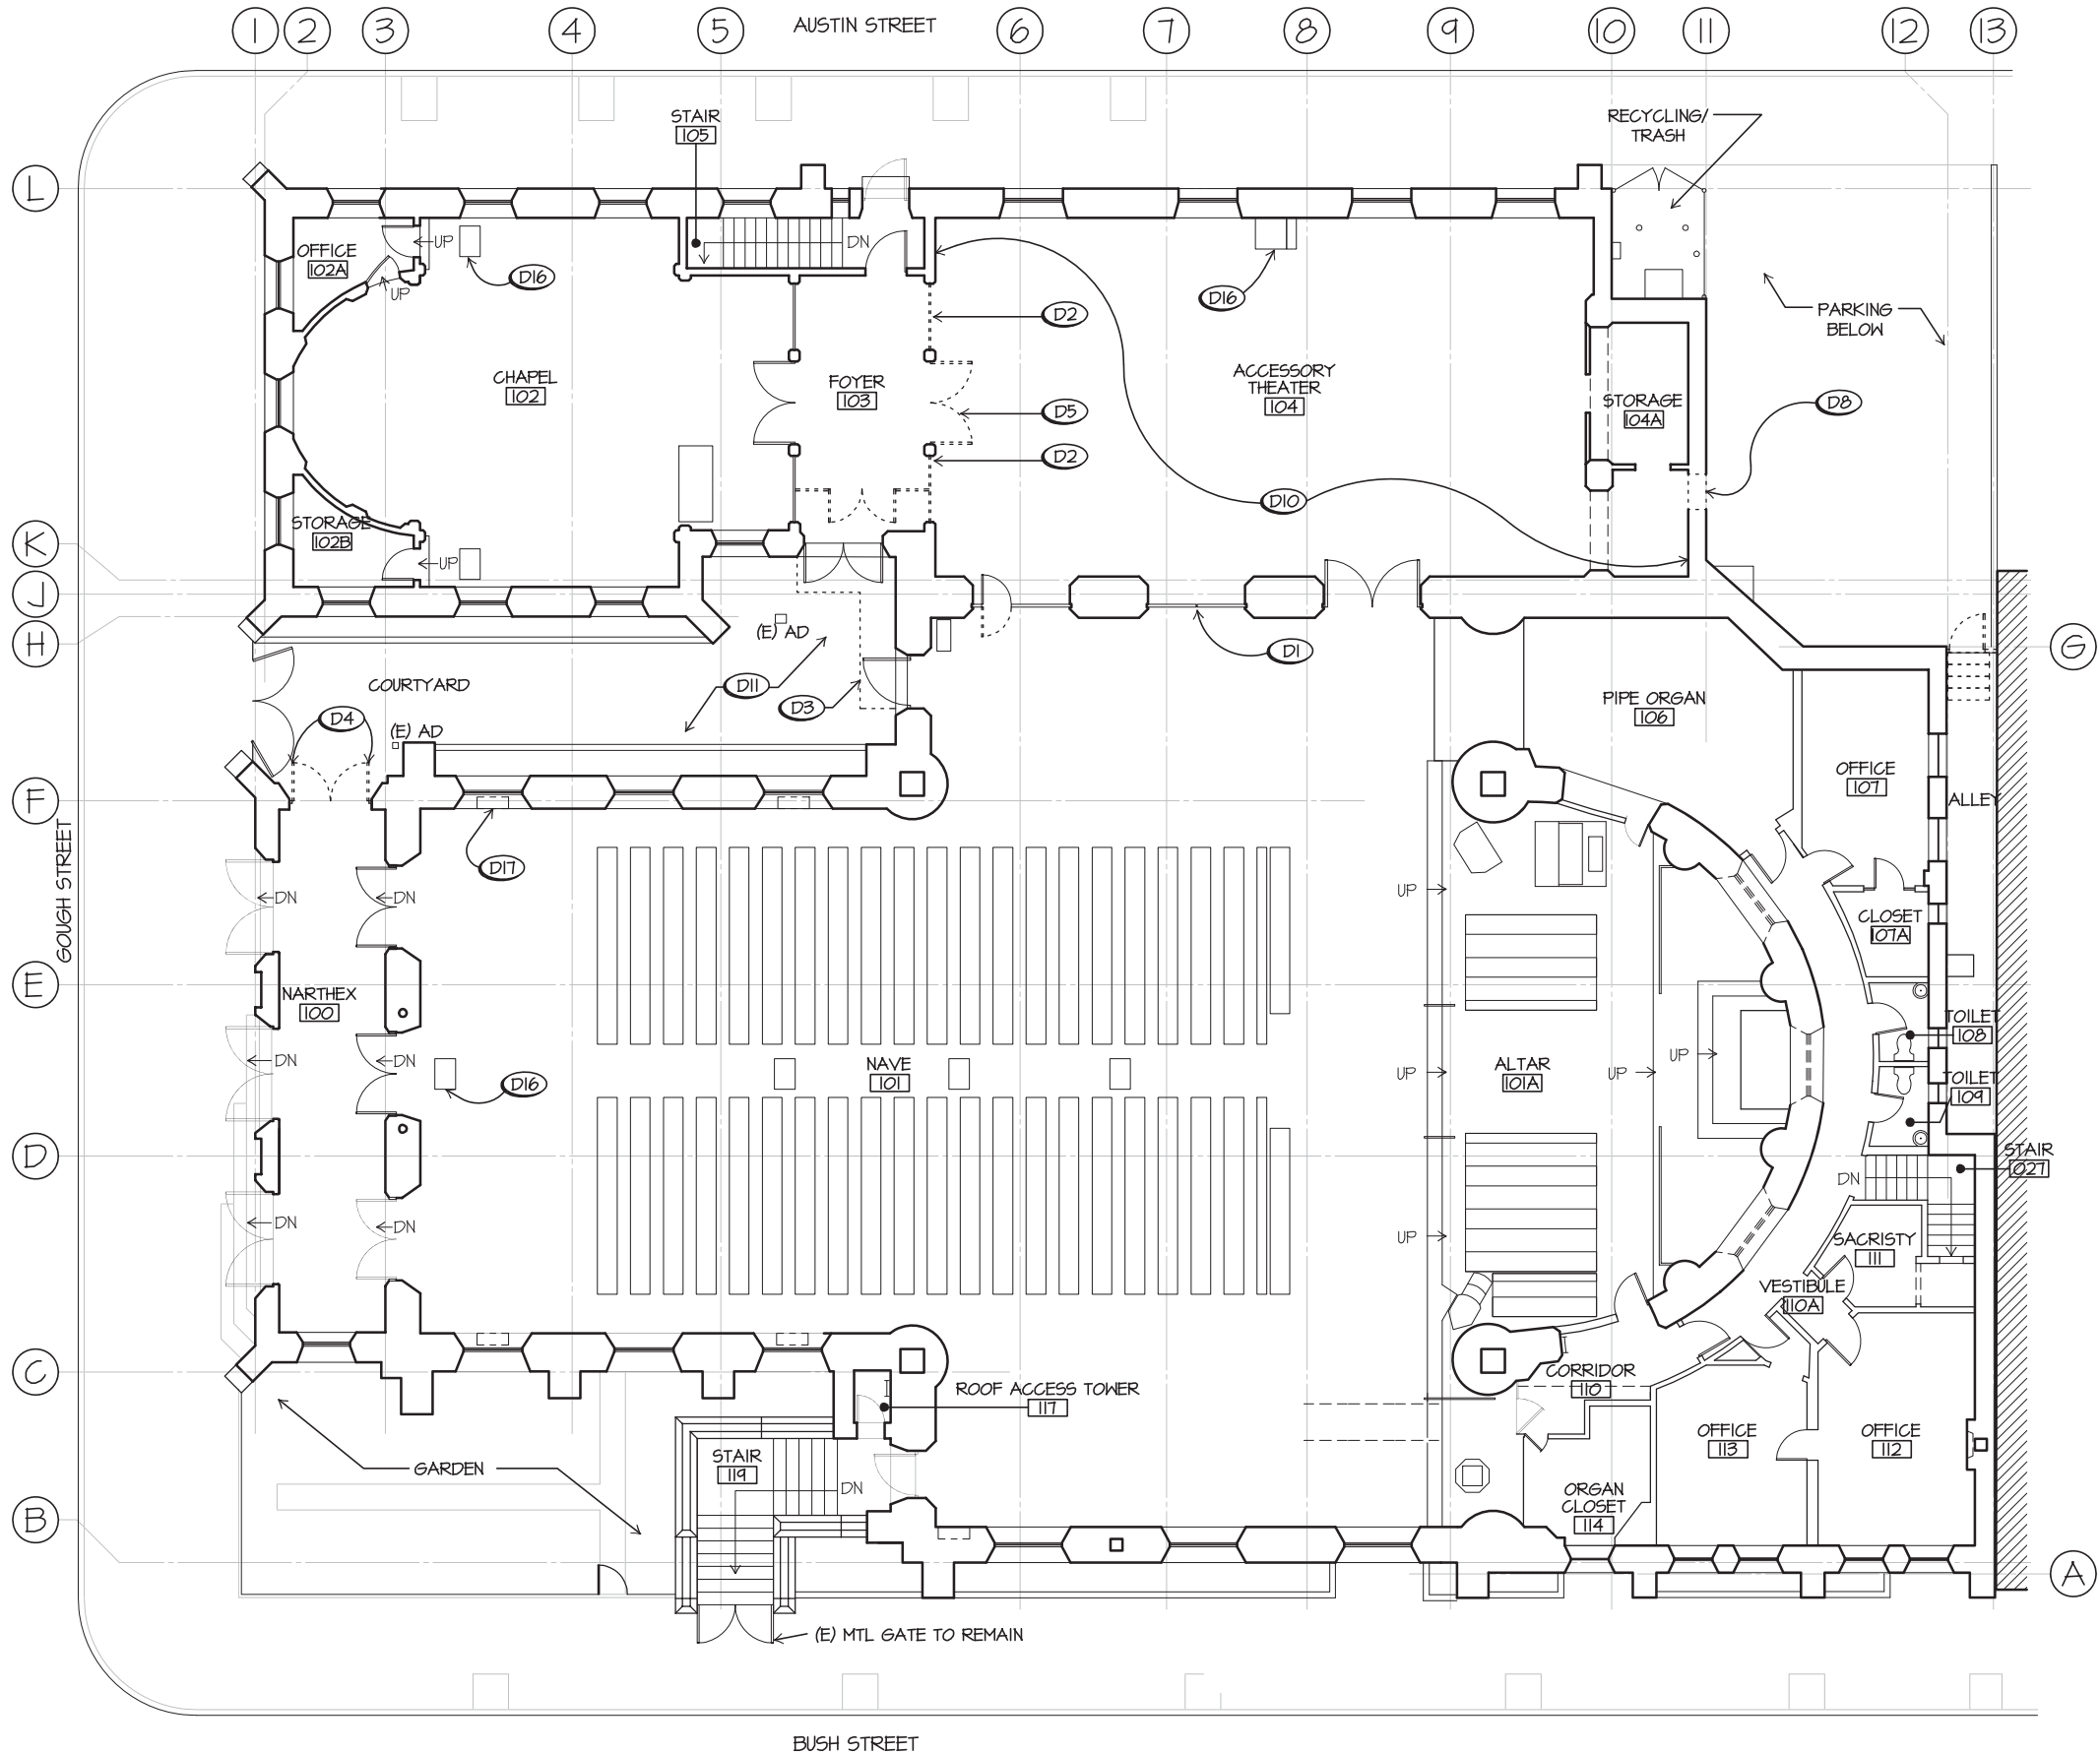 1 2 3 4 5 AUSTIN STREET 6 7 8 9 10 11 12 13
STAIR
105
RECYCLING/
TRASH
L
OFFICE
102A
UP
DN
UP
D16
D16
D2
PARKING
BELOW
CHAPEL
102
FOYER
103
ACCESSORY
THEATER
104
D5
STORAGE
104A
D8
D2
D10
STORAGE
102B
K
UP
J
H
(E) AD
D1
G
COURTYARD
D11
D3
PIPE ORGAN
106
D4
(E) AD
OFFICE
107
F
ALLEY
GOUGH STREET
D17
DN
DN
UP
CLOSET
107A
E
NARTHEX
100
TOILET
108
DN
DN
NAVE
101
D16
UP
ALTAR
101A
UP
UP
TOILET
109
D
STAIR
027
DN
DN
DN
UP
SACRISTY
111
VESTIBULE
110A
C
CORRIDOR
110
ROOF ACCESS TOWER
117
GARDEN
STAIR
119
DN
OFFICE
113
OFFICE
112
ORGAN
CLOSET
114
B
A
(E) MTL GATE TO REMAIN
BUSH STREET